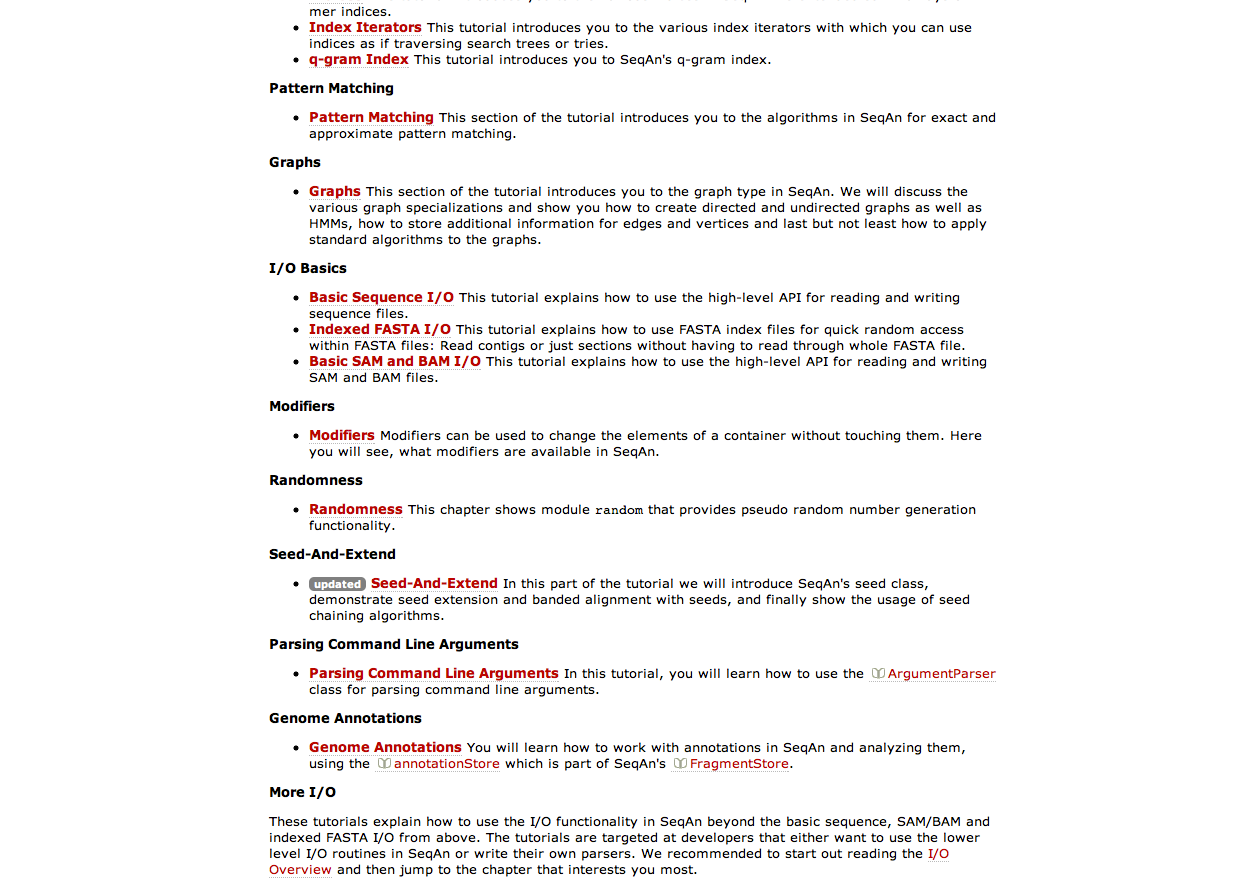 mer indices.
Index Iterators This tutorial introduces you to the various index iterators with which you can use
indices as if traversing search trees or tries.
q-gram Index This tutorial introduces you to SeqAn's q-gram index.
Pattern Matching
Pattern Matching This section of the tutorial introduces you to the algorithms in SeqAn for exact and
approximate pattern matching.
Graphs
Graphs This section of the tutorial introduces you to the graph type in SeqAn. We will discuss the
various graph specializations and show you how to create directed and undirected graphs as well as
HMMs, how to store additional information for edges and vertices and last but not least how to apply
standard algorithms to the graphs.
I/O Basics
Basic Sequence I/O This tutorial explains how to use the high-level API for reading and writing
sequence files.
Indexed FASTA I/O This tutorial explains how to use FASTA index files for quick random access
within FASTA files: Read contigs or just sections without having to read through whole FASTA file.
Basic SAM and BAM I/O This tutorial explains how to use the high-level API for reading and writing
SAM and BAM files.
Modifiers
Modifiers Modifiers can be used to change the elements of a container without touching them. Here
you will see, what modifiers are available in SeqAn.
Randomness
Randomness This chapter shows module random that provides pseudo random number generation
functionality.
Seed-And-Extend
updated Seed-And-Extend In this part of the tutorial we will introduce SeqAn's seed class,
demonstrate seed extension and banded alignment with seeds, and finally show the usage of seed
chaining algorithms.
Parsing Command Line Arguments
Parsing Command Line Arguments In this tutorial, you will learn how to use the ArgumentParser
class for parsing command line arguments.
Genome Annotations
Genome Annotations You will learn how to work with annotations in SeqAn and analyzing them,
using the annotationStore which is part of SeqAn's FragmentStore.
More I/O
These tutorials explain how to use the I/O functionality in SeqAn beyond the basic sequence, SAM/BAM and
indexed FASTA I/O from above. The tutorials are targeted at developers that either want to use the lower
level I/O routines in SeqAn or write their own parsers. We recommended to start out reading the I/O
Overview and then jump to the chapter that interests you most.